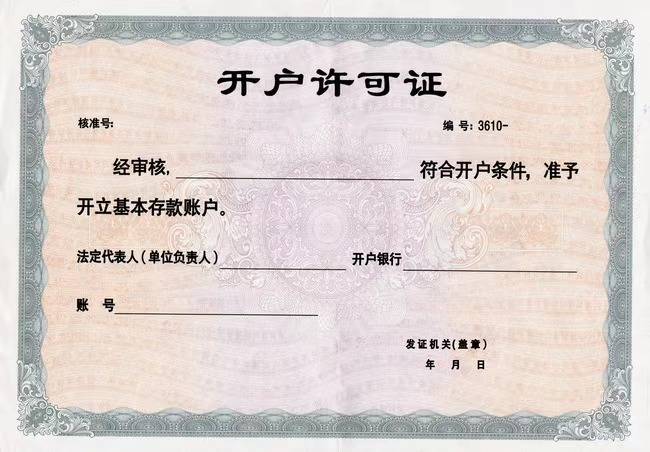 开户许可证
核准号: 编 号: 3610-
经审核, 符合开户条件, 准予
开立基本存款账户。
法定代表人(单位负责人) 开户银行
账 号
发证机关(盖章)
年 月 日